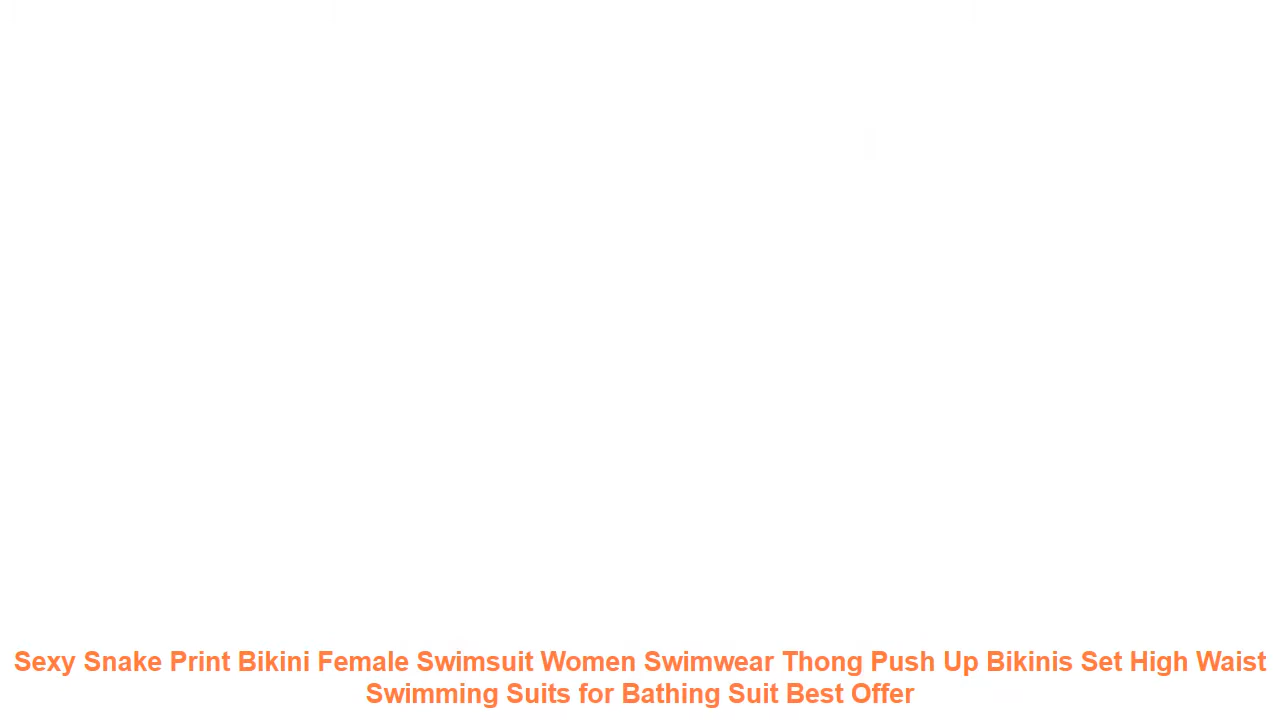 Sexy Snake Print Bikini Female Swimsuit Women Swimwear Thong Push Up Bikinis Set High Waist
Swimming Suits for Bathing Suit Best Offer